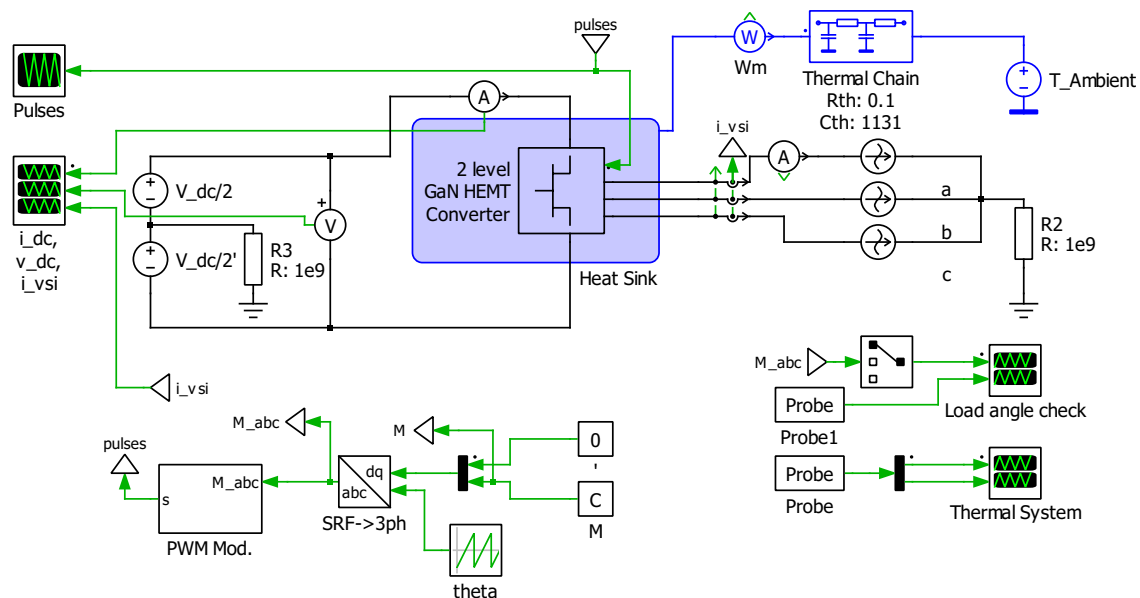 pulses
W
Wm
Thermal Chain
Rth: 0.1
Cth: 1131
T_Ambient
Pulses
A
i_vsi
A
2 level
GaN HEMT
Converter
V_dc/2
V
a
i_dc,
v_dc,
i_vsi
V_dc/2'
R3
R: 1e9
b
R2
R: 1e9
Heat Sink
c
i_vsi
M_abc
Load angle check
Probe
Probe1
M_abc
M
0
'
pulses
M_abc
s
PWM Mod.
dq
abc
SRF->3ph
C
M
Probe
Probe
Thermal System
theta